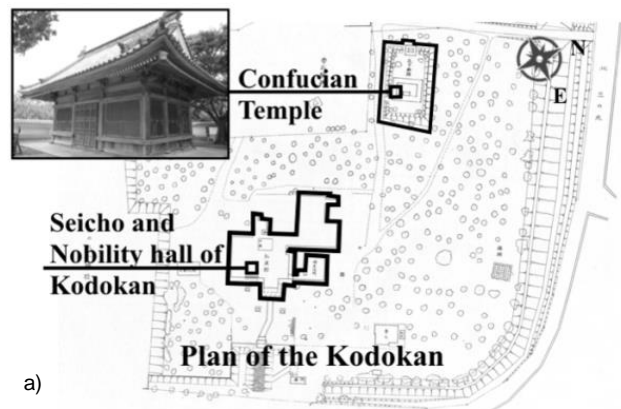 Confucian
Temple
N
E
Seicho and
Nobility hall of
Kodokan
Plan of the Kodokan
a)